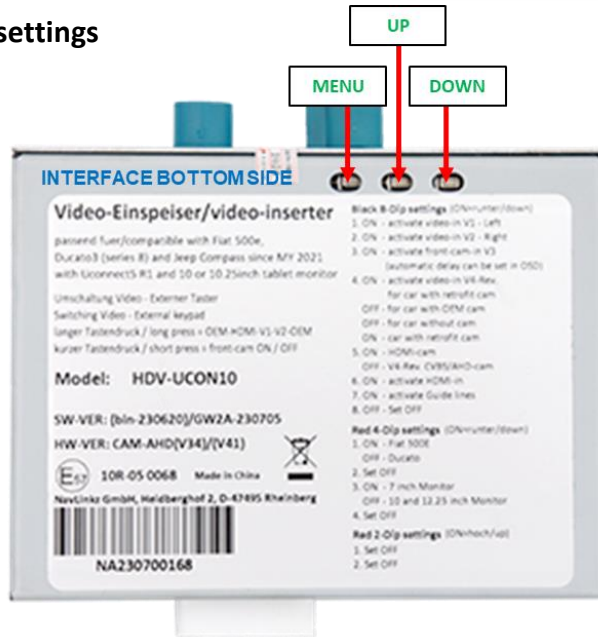 settings
UP
MENU
DOWN
INTERFACE BOTTOM SIDE
Video-Einspeiser/video-inserter
passend fuer/compatible with Fiat 500e,
Ducato3 (series 8) and Jeep Compass since MY 2021
with Uconnect5 R1 and 10 or 10.25inch tablet monitor
Umschaltung Video - Externer Taster
Switching Video - External keypad
langer Tastendruck / long press = OEM-HDMI-V1-V2-OEM
kurzer Tastendruck / short press = front-cam ON / OFF
Model: HDV-UCON10
SW-VER: (bin-230620)/GW2A-230705
HW-VER: CAM-AHD(V34)/(V41)
E57 10R-05 0068 Made in China
NavLinkz GmbH, Heidberghof 2, D-47495 Rheinberg
NA230700168
Black 8-Dip settings (ON=runter/down)
1. ON - activate video-in V1 - Left
2. ON - activate video-in V2 - Right
3. ON - activate front-cam-in V3
(automatic delay can be set in OSD)
4. ON - activate video-in V4-Rev.
for car with retrofit cam
OFF - for car with OEM cam
OFF - for car without cam
ON - car with retrofit cam
5. ON - HDMI-cam
OFF - V4-Rev. CVBS/AHD-cam
6. ON - activate HDMI-in
7. ON - activate Guide lines
8. OFF - Set OFF
Red 4-Dip settings (ON=runter/down)
1. ON - Fiat 500E
OFF - Ducato
2. Set OFF
3. ON - 7 inch Monitor
OFF - 10 and 12.25 inch Monitor
4. Set OFF
Red 2-Dip settings (ON=hoch/up)
1. Set OFF
2. Set OFF